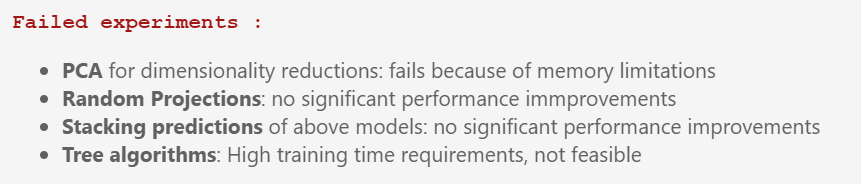 Failed experiments :
PCA for dimensionality reductions: fails because of memory limitations
Random Projections: no significant performance immprovements
Stacking predictions of above models: no significant performance improvements
Tree algorithms: High training time requirements, not feasible